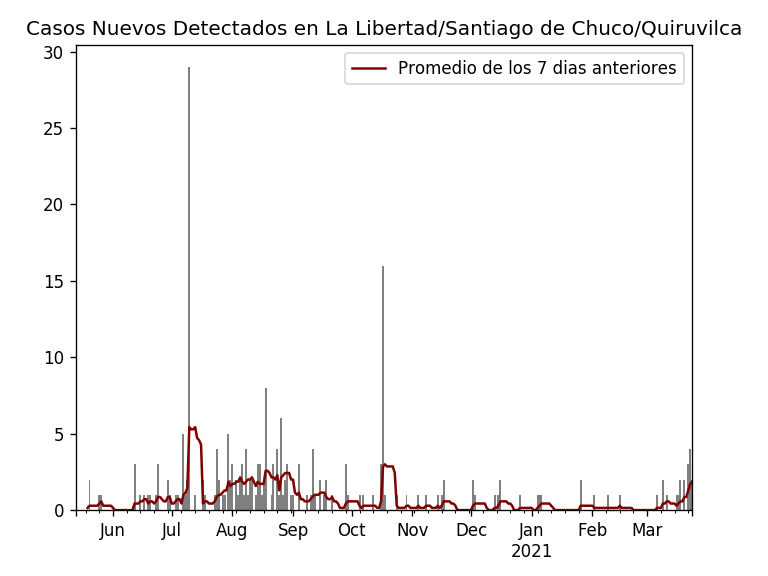 Casos Nuevos Detectados en La Libertad/Santiago de Chuco/Quiruvilca
Promedio de los 7 dias anteriores
30
25
20
15
10
5
0
Jun Jul Aug Sep Oct Nov Dec Jan Feb Mar
2021